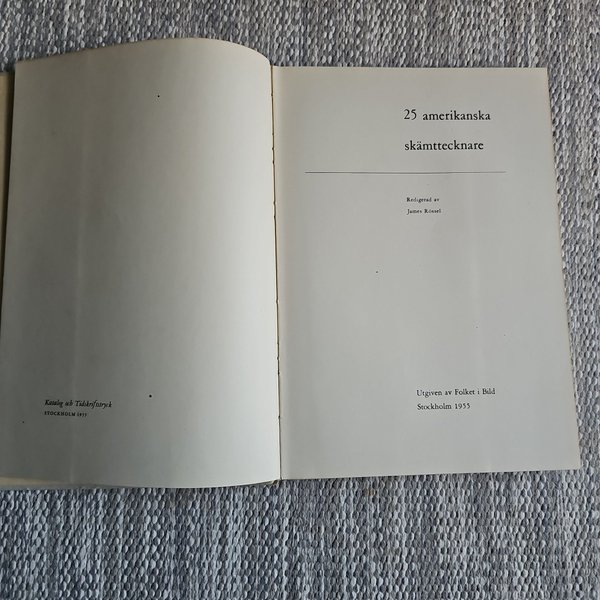 Katalog och Tidskriftstryck
STOCKHOLM 1955
25 amerikanska
skämttecknare
Redigerad av
James Rössel
Utgiven av Folket i Bild
Stockholm 1955